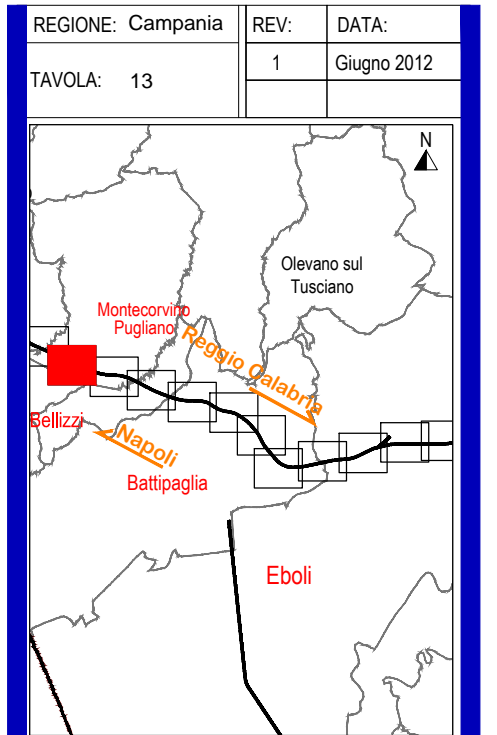 REGIONE: Campania
REV:
DATA:
TAVOLA: 13
1
Giugno 2012
N
Olevano sul
Tusciano
Montecorvino
Pugliano
Reggio Calabria
Bellizzi
Napoli
Battipaglia
Eboli